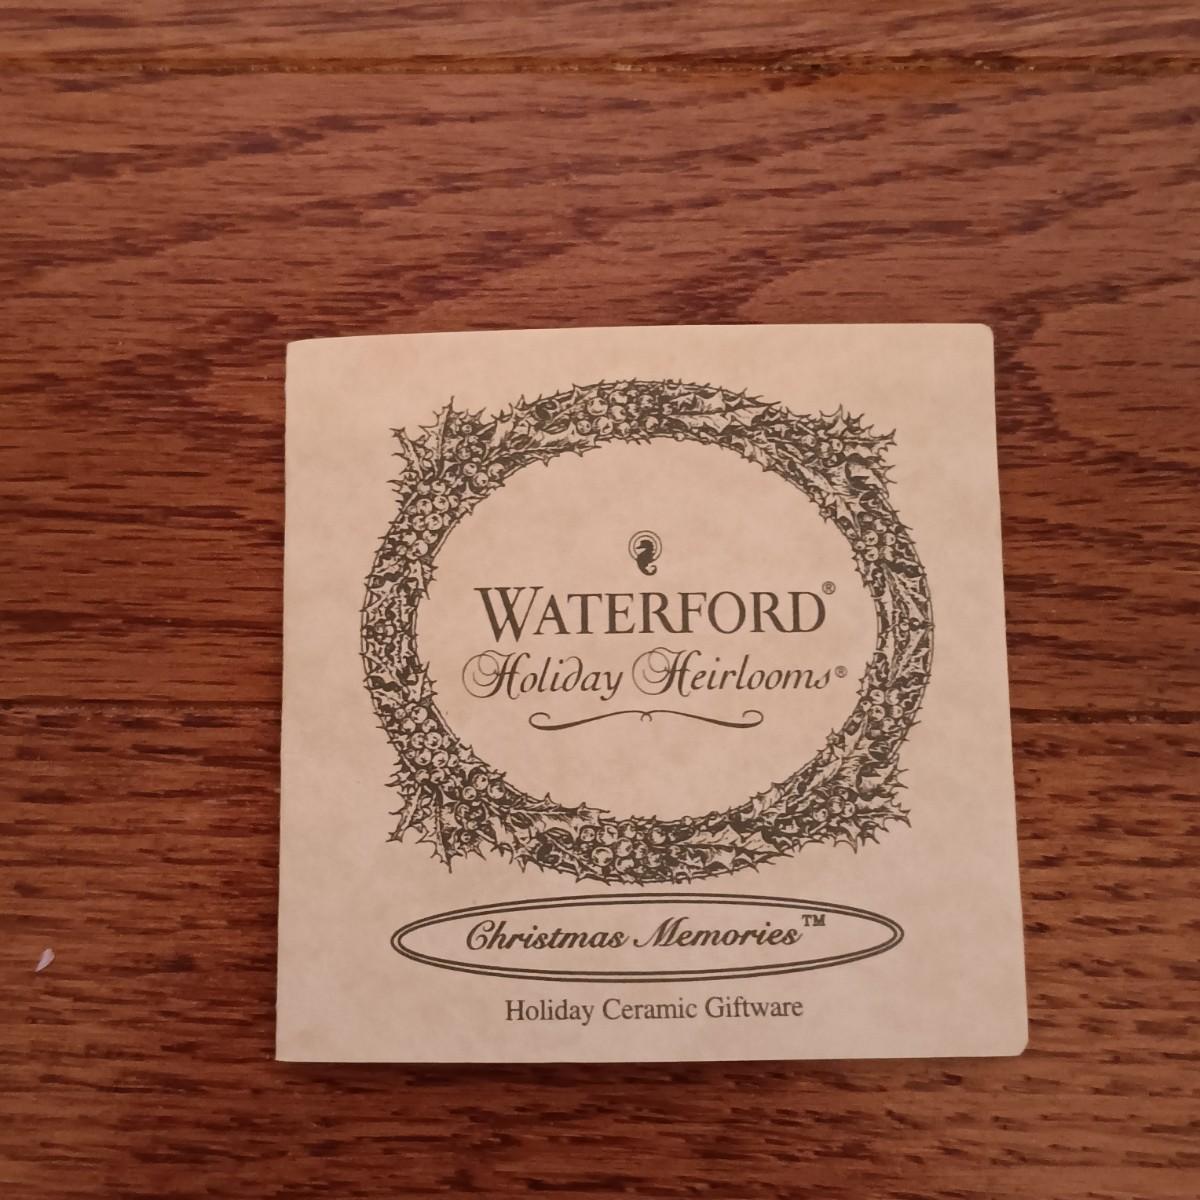 WATERFORD®
Holiday Heirlooms®
Christmas Memories™
Holiday Ceramic Giftware